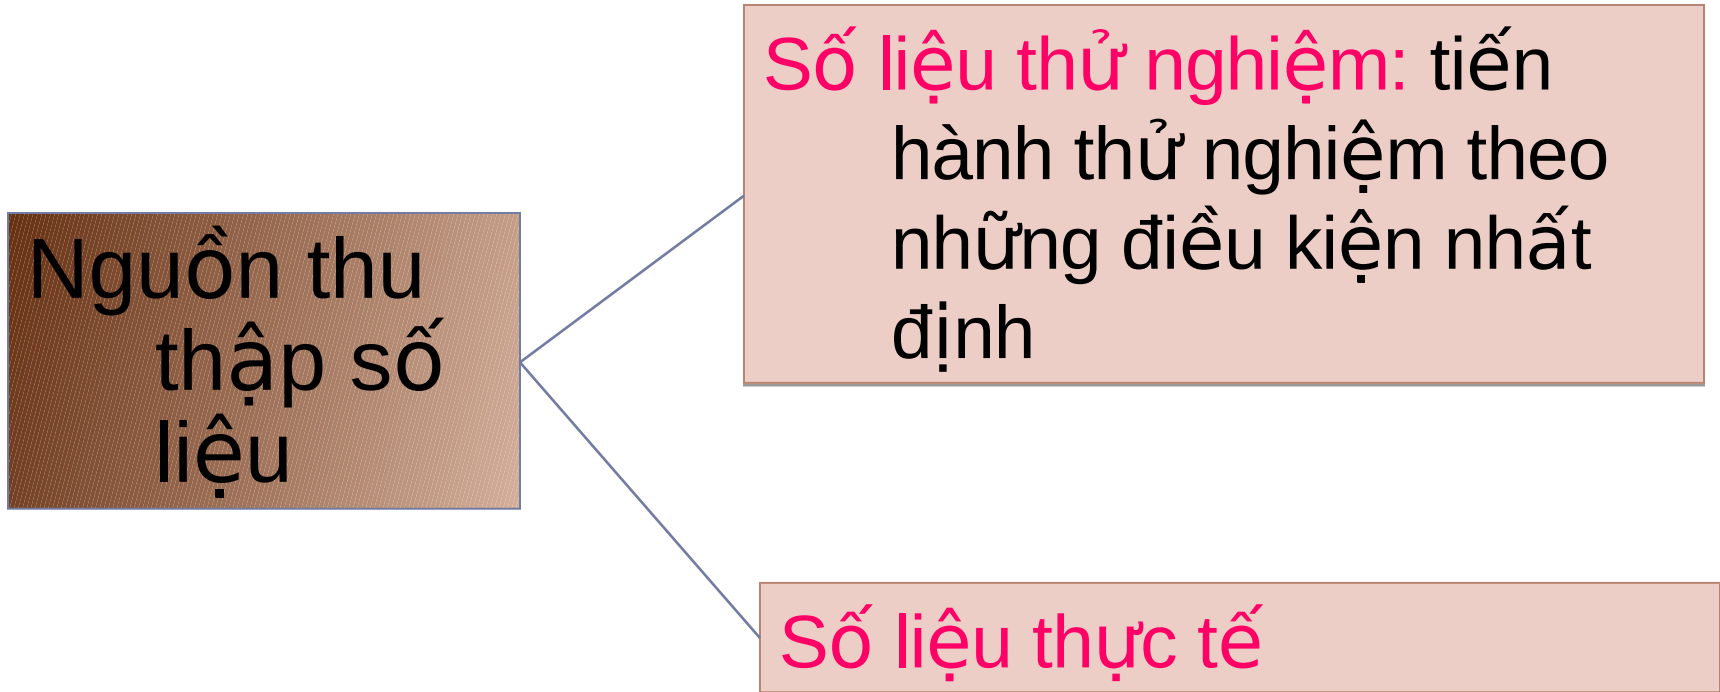 Nguồn thu
thập số
liệu
Số liệu thử nghiệm: tiến
hành thử nghiệm theo
những điều kiện nhất
định
Số liệu thực tế